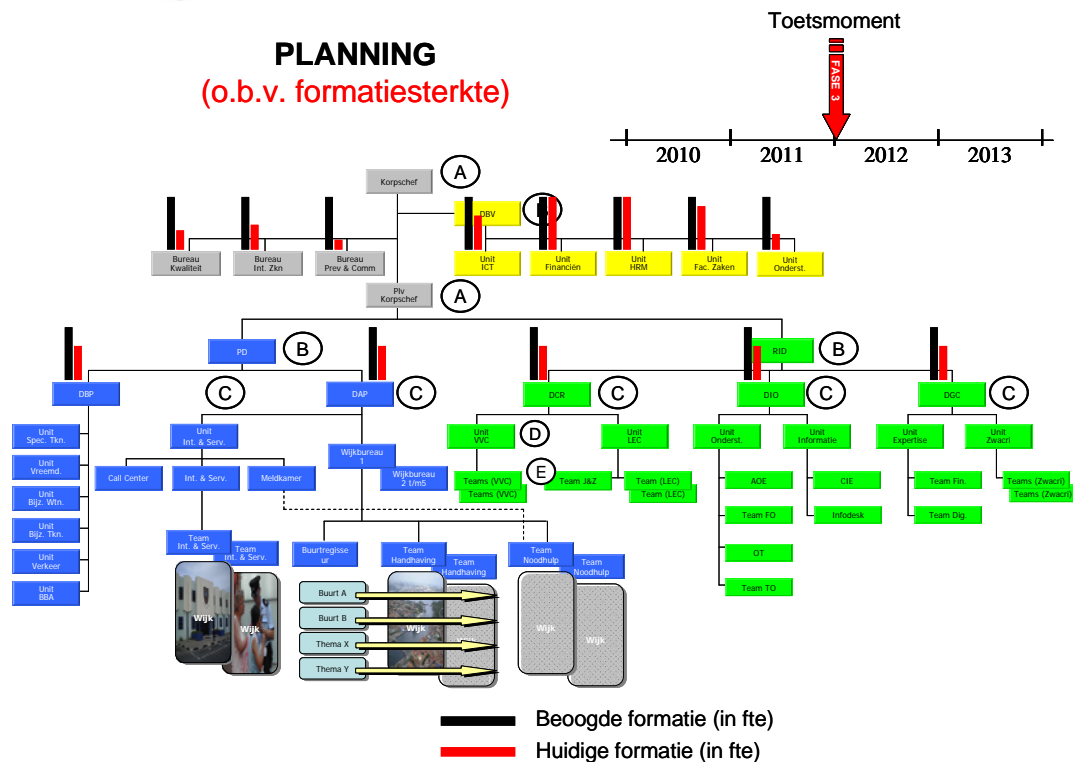 Toetsmoment
PLANNING
(o.b.v. formatiesterkte)
FASE 3
2010
2011
2012
2013
Korpschef
A
DBV
Bureau
Kwaliteit
Bureau
Int. Zkn
Bureau
Prev & Comm
Unit
ICT
Unit
Financiën
Unit
HRM
Unit
Fac. Zaken
Unit
Onderst.
Plv
Korpschef
A
PD
B
RID
B
DBP
C
DAP
C
DCR
C
DIO
C
DGC
C
Unit
Spec. Tkn.
Unit
Vreemd.
Unit
Bijz. Wtn.
Unit
Bijz. Tkn.
Unit
Verkeer
Unit
BBA
Unit
Int. & Serv.
Call Center
Int. & Serv.
Meldkamer
Wijkbureau
1
Wijkbureau
2 t/m5
Unit
VVC
D
Unit
LEC
Teams (VVC)
Teams (VVC)
E
Team J&Z
Team (LEC)
Team (LEC)
Unit
Onderst.
Unit
Informatie
AOE
CIE
Team FO
Infodesk
OT
Team TO
Unit
Expertise
Unit
Zwacri
Team Fin.
Teams (Zwacri)
Teams (Zwacri)
Team Dig.
Team
Int. & Serv.
Team
Int. & Serv.
Buurtregisse
ur
Team
Handhaving
Team
Handhaving
Team
Noodhulp
Team
Noodhulp
Wijk
Wijk
Buurt A
Buurt B
Thema X
Thema Y
Wijk
Wijk
Wijk
Beoogde formatie (in fte)
Huidige formatie (in fte)